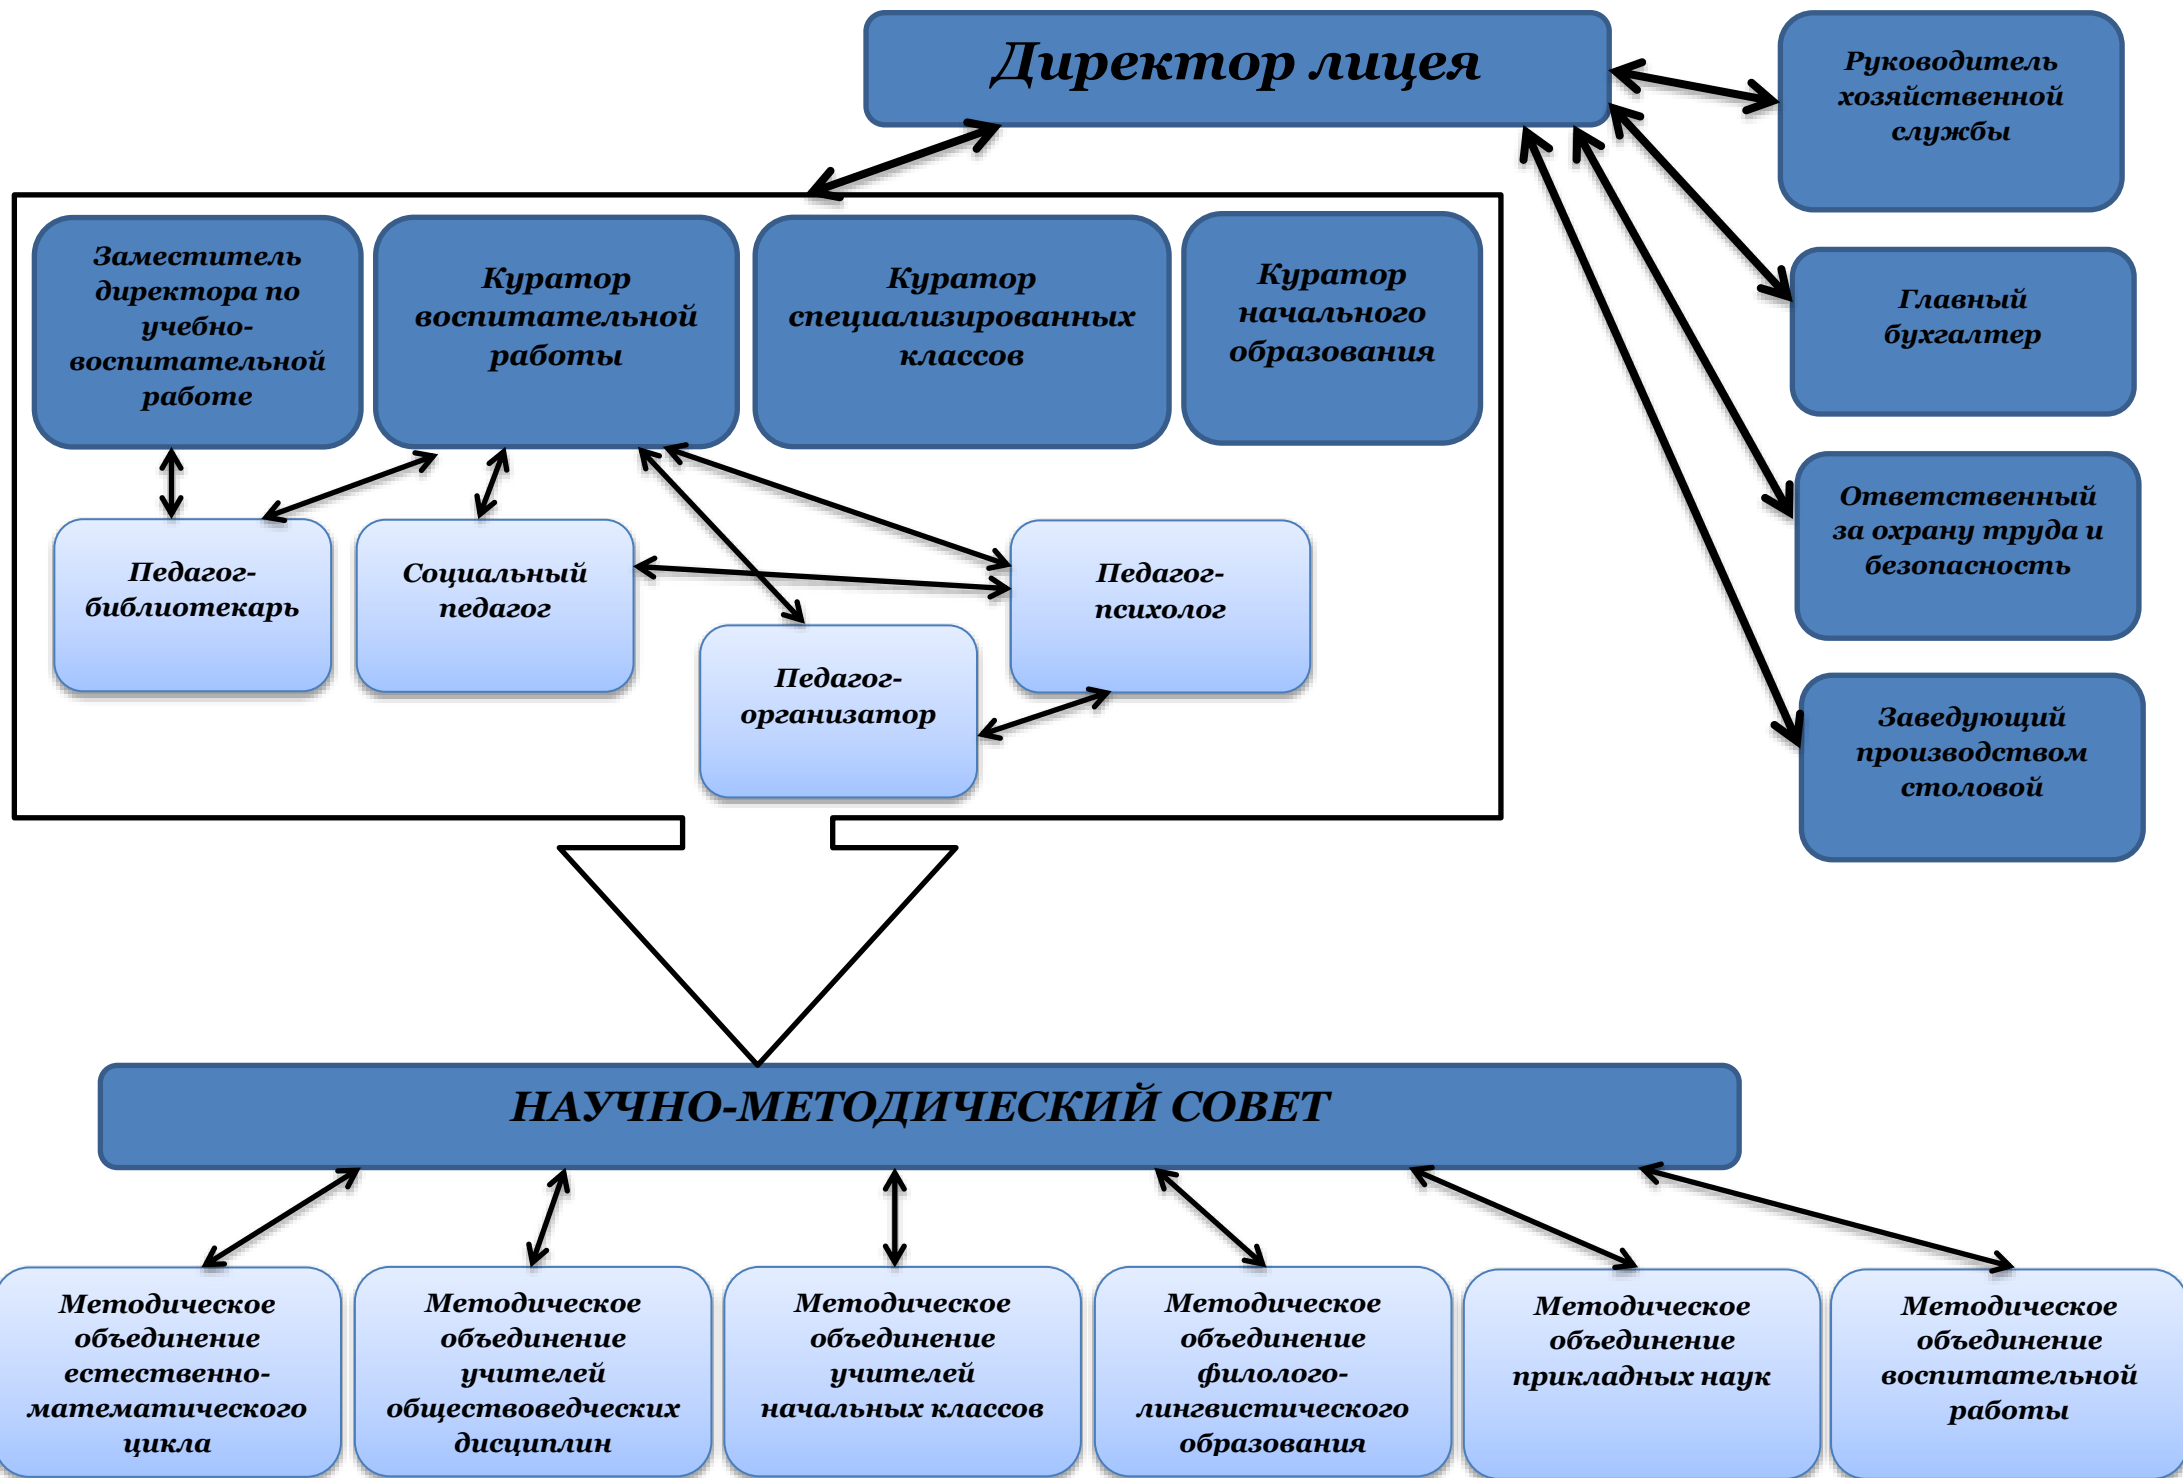 Директор лицея
Руководитель
хозяйственной
службы
Заместитель
директора по
учебно-
воспитательной
работе
Куратор
воспитательной
работы
Куратор
специализированных
классов
Куратор
начального
образования
Главный
бухгалтер
Ответственный
за охрану труда и
безопасность
Педагог-
библиотекарь
Социальный
педагог
Педагог-
психолог
Педагог-
организатор
Заведующий
производством
столовой
НАУЧНО-МЕТОДИЧЕСКИЙ СОВЕТ
Методическое
объединение
естественно-
математического
цикла
Методическое
объединение
учителей
обществоведческих
дисциплин
Методическое
объединение
учителей
начальных классов
Методическое
объединение
филолого-
лингвистического
образования
Методическое
объединение
прикладных наук
Методическое
объединение
воспитательной
работы